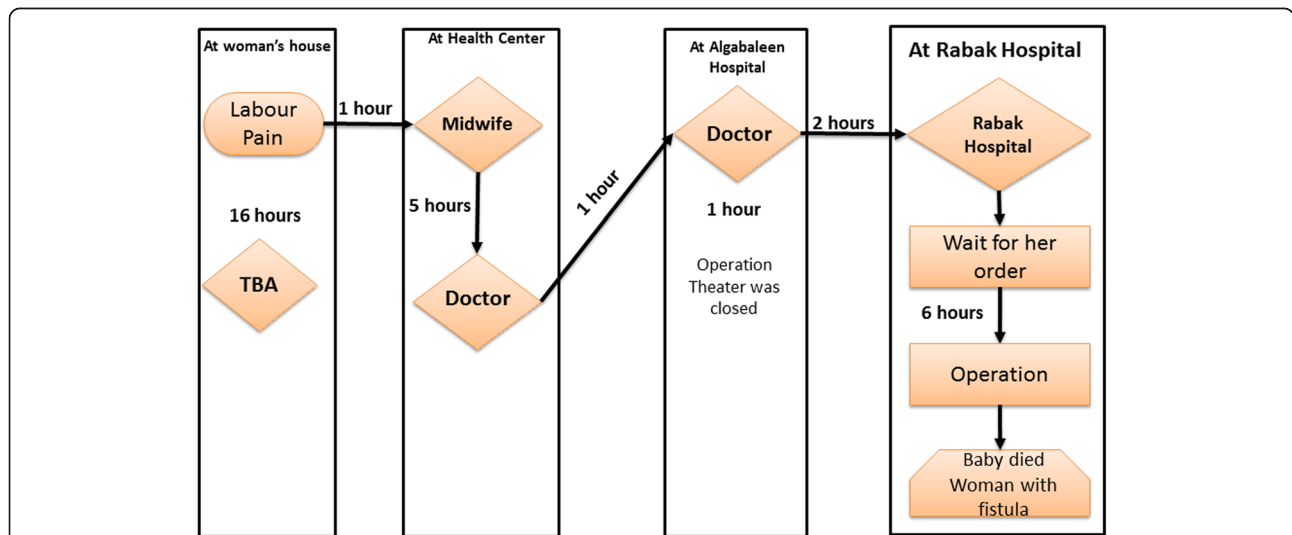 At woman's house
Labour
Pain
16 hours
TBA
1 hour
At Health Center
Midwife
5 hours
Doctor
1 hour
At Algabaleen
Hospital
Doctor
1 hour
Operation
Theater was
closed
2 hours
At Rabak Hospital
Rabak
Hospital
Wait for her
order
6 hours
Operation
Baby died
Woman with
fistula